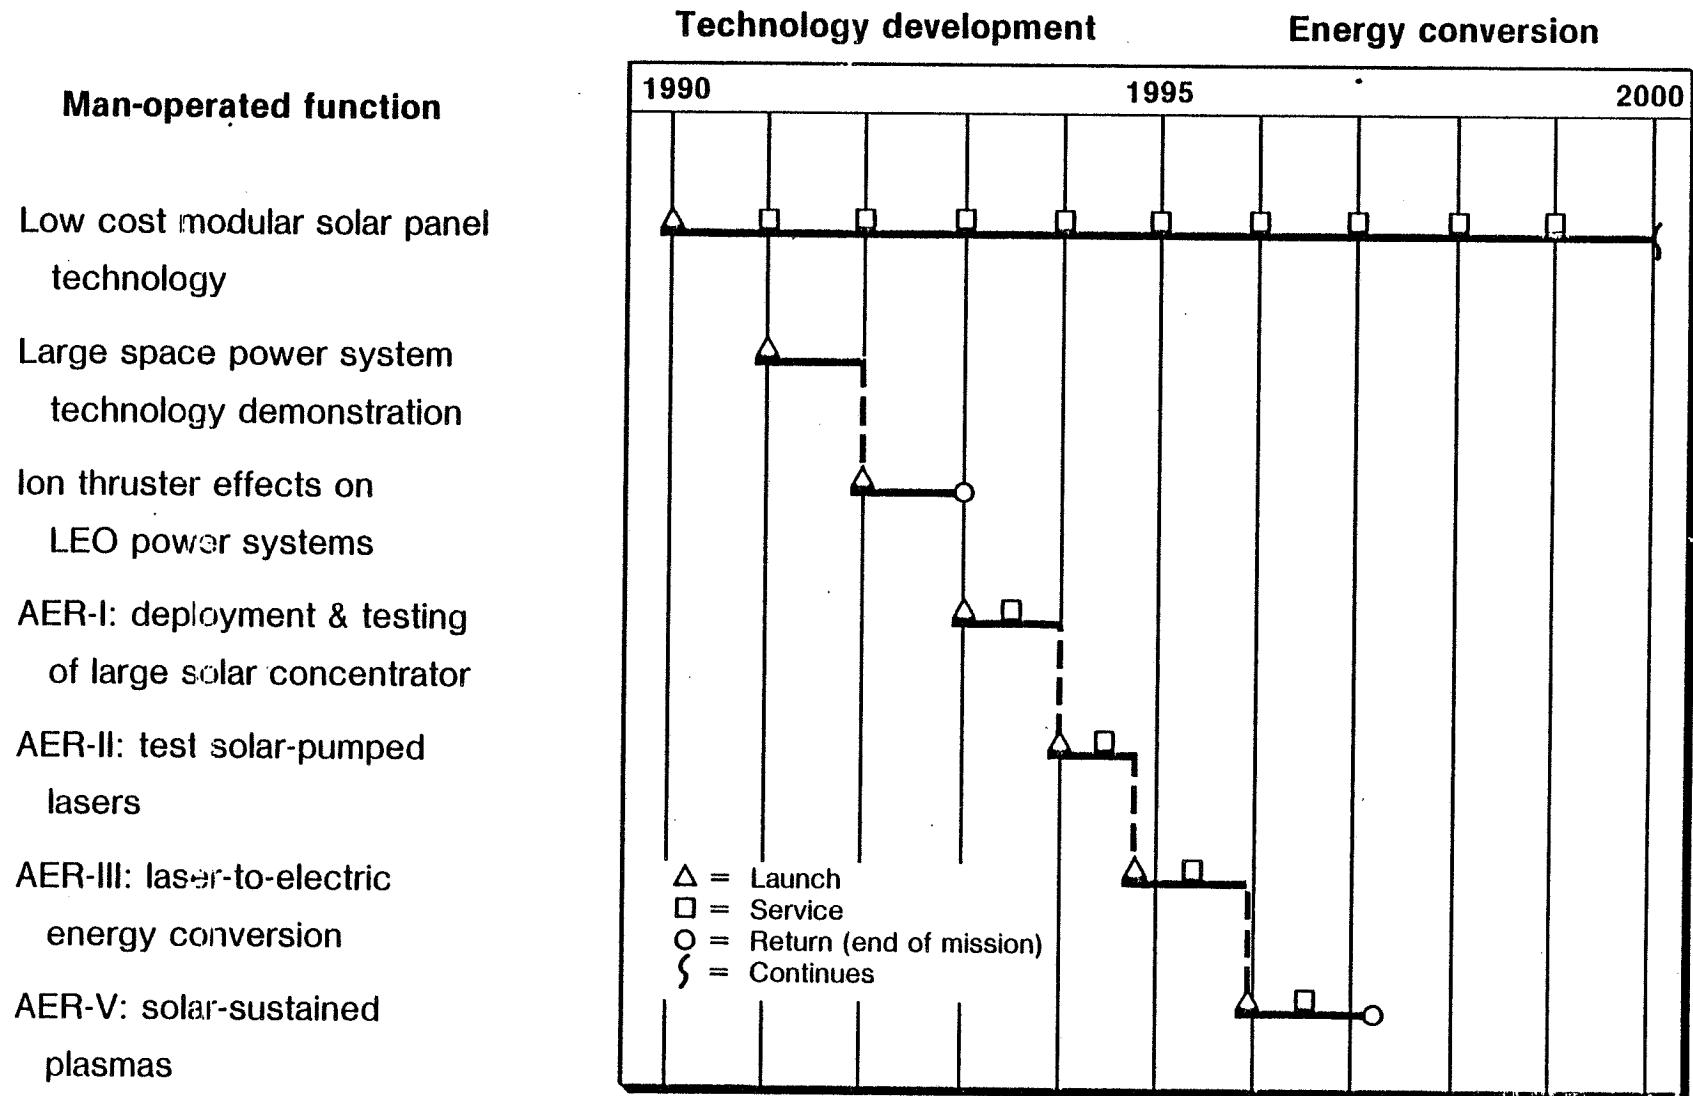 Technology development
Energy conversion
Man-operated function
1990
1995
2000
Low cost modular solar panel
technology
Large space power system
technology demonstration
Ion thruster effects on
LEO power systems
AER-I: deployment & testing
of large solar concentrator
AER-II: test solar-pumped
lasers
AER-III: laser-to-electric
energy conversion
AER-V: solar-sustained
plasmas
= Launch
= Service
= Return (end of mission)
= Continues